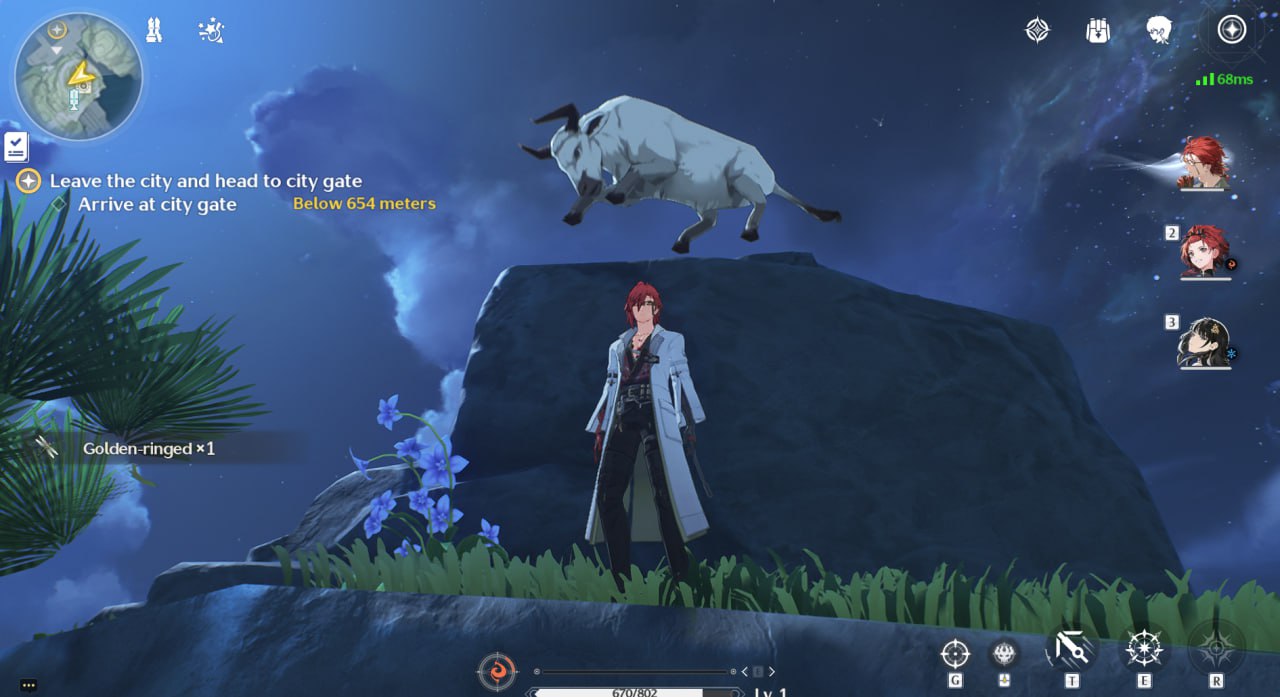 68ms
Leave the city and head to city gate
Arrive at city gate
Below 654 meters
2
3
Golden-ringed ×1
G
T
E
R
670/802
Lv. 1